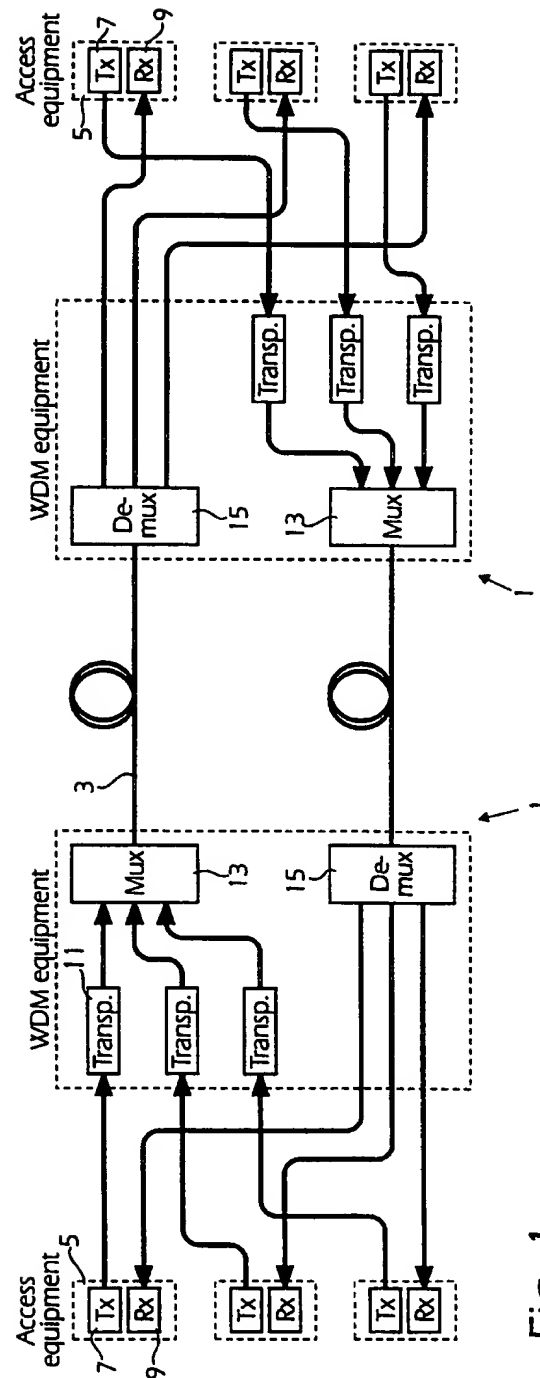 Access
equipment
5
7
Tx
9
Rx
Tx
Rx
Tx
Rx
WDM equipment
11
Transp.
Transp.
Transp.
Mux
13
15
De-
mux
1
3
WDM equipment
De-
mux
15
13
Mux
Transp.
Transp.
Transp.
1
Access
equipment
5
Tx
7
Rx
9
Tx
Rx
Tx
Rx
Fig. 1